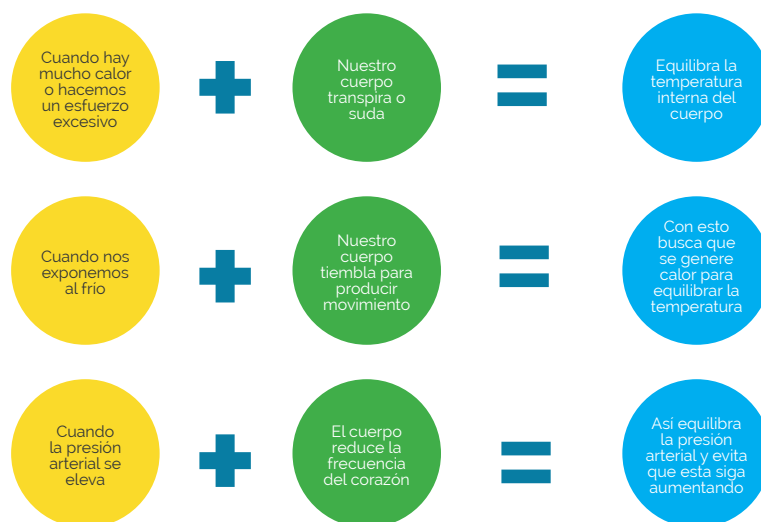 Cuando hay
mucho calor
o hacemos
un esfuerzo
excesivo
Nuestro
cuerpo
transpira o
suda
Equilibra la
temperatura
interna del
cuerpo
Cuando nos
exponemos
al frío
Nuestro
cuerpo
tiembla para
producir
movimiento
Con esto
busca que
se genere
calor para
equilibrar la
temperatura
Cuando
la presión
arterial se
eleva
El cuerpo
reduce la
frecuencia
del corazón
Asi equilibra
la presión
arterial y evita
que esta siga
aumentando